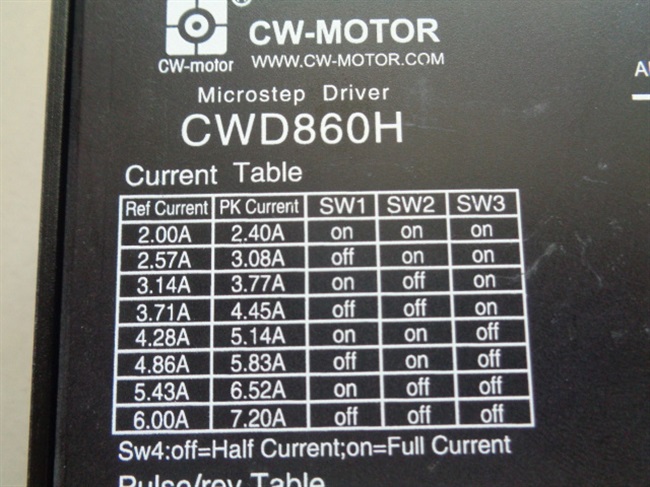 ®
CW-MOTOR
CW-motor WWW.CW-MOTOR.COM
Microstep Driver
CWD860H
Current Table
Ref Current PK Current SW1 SW2 SW3
2.00A 2.40A on on on
2.57A 3.08A off on on
3.14A 3.77A on off on
3.71A 4.45A off off on
4.28A 5.14A on on off
4.86A 5.83A off on off
5.43A 6.52A on off off
6.00A 7.20A off off off
Sw4:off=Half Current;on=Full Current
Pulse/rev Table